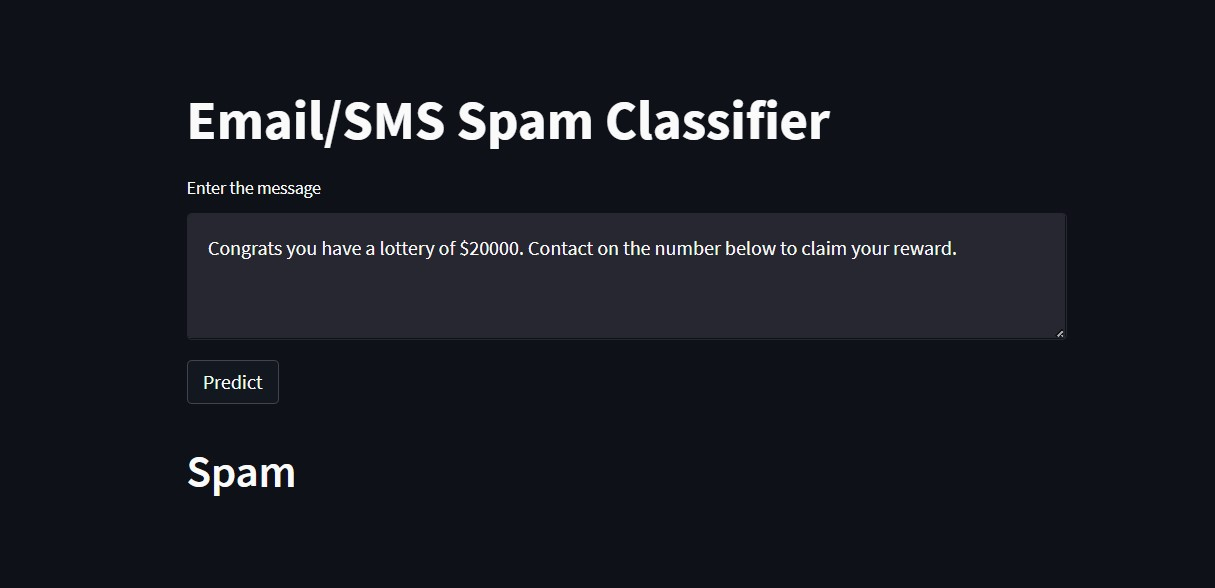 Email/SMS Spam Classifier
Enter the message
Congrats you have a lottery of $20000. Contact on the number below to claim your reward.
Predict
Spam